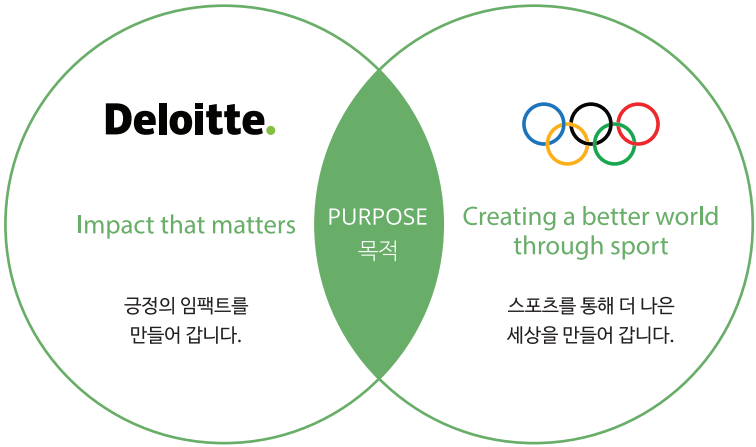 Deloitte.
Impact that matters
긍정의 임팩트를
만들어 갑니다.
PURPOSE
목적
Creating a better world
through sport
스포츠를 통해 더 나은
세상을 만들어 갑니다.